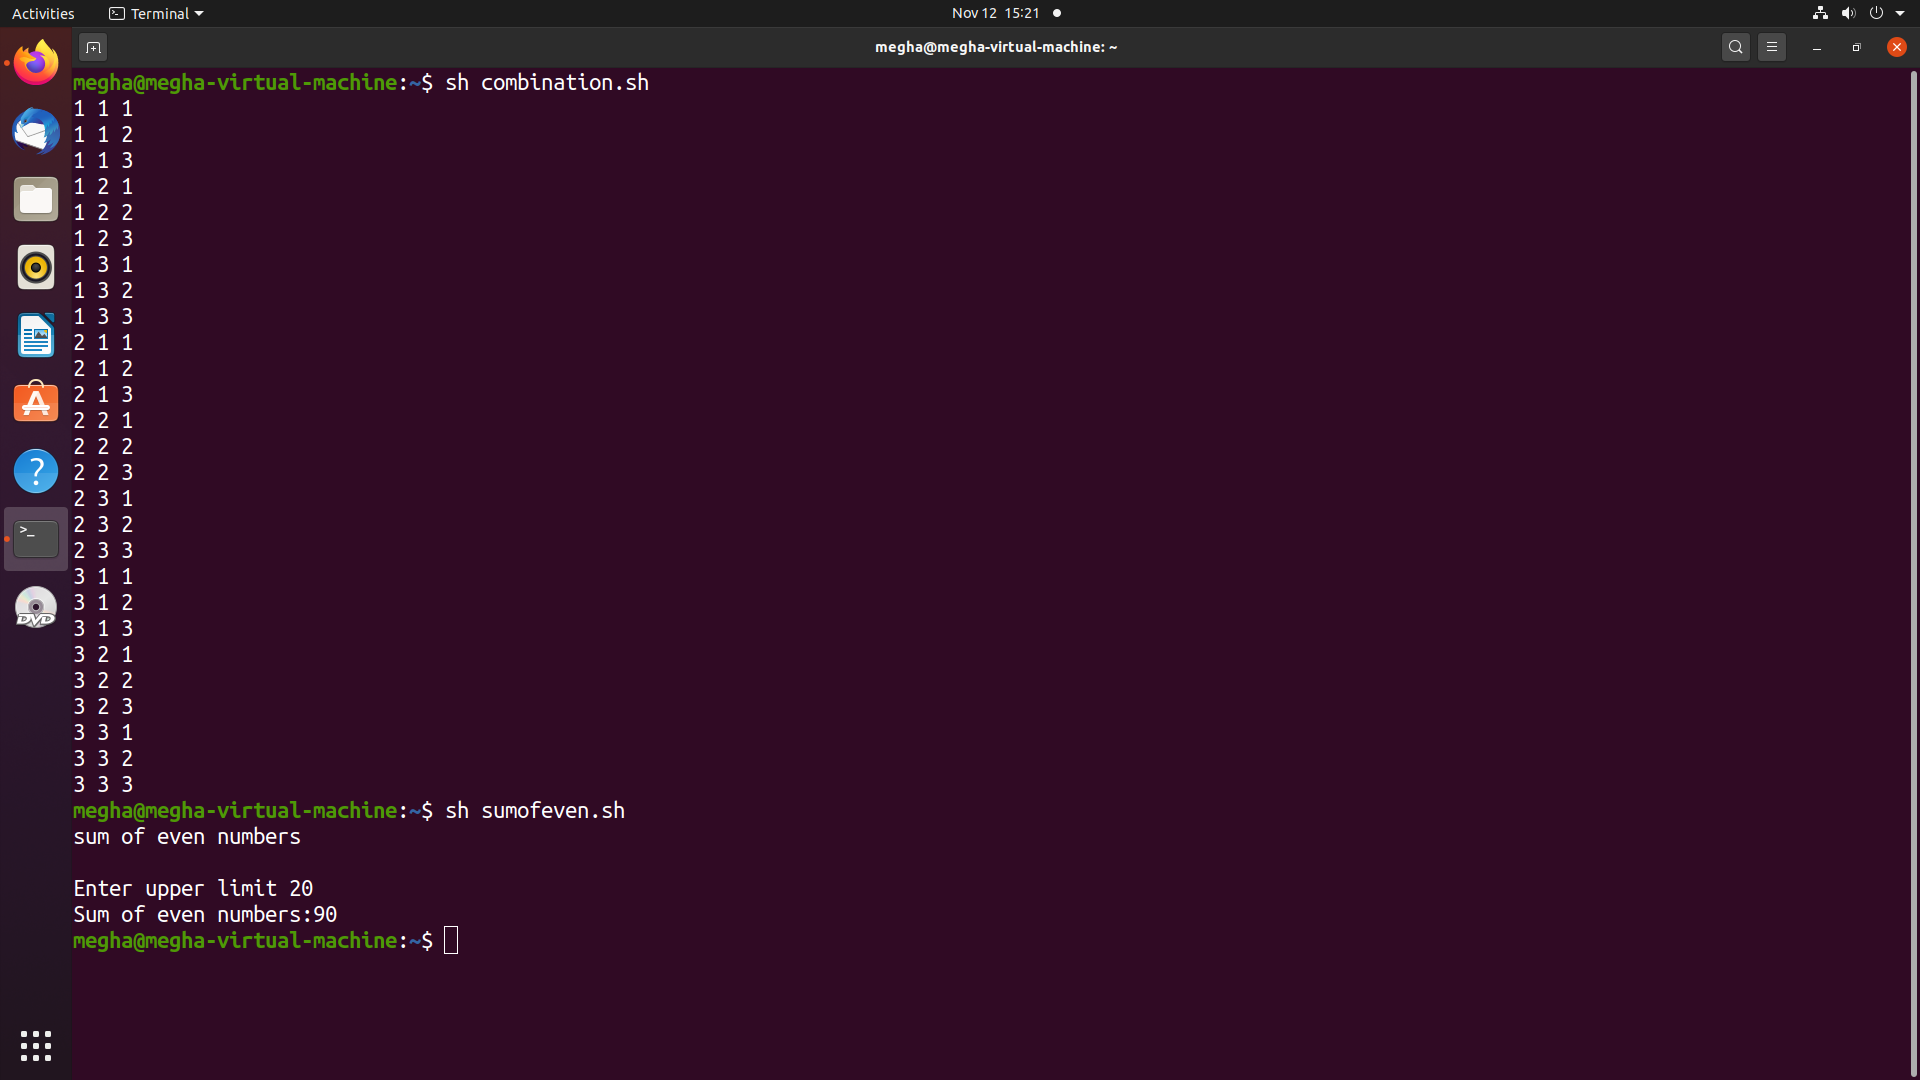 Activities Terminal Nov 12 15:21
megha@megha-virtual-machine: ~
megha@megha-virtual-machine:~$ sh combination.sh
1 1 1
1 1 2
1 1 3
1 2 1
1 2 2
1 2 3
1 3 1
1 3 2
1 3 3
2 1 1
2 1 2
2 1 3
2 2 1
2 2 2
2 2 3
2 3 1
2 3 2
2 3 3
3 1 1
3 1 2
3 1 3
3 2 1
3 2 2
3 2 3
3 3 1
3 3 2
3 3 3
megha@megha-virtual-machine:~$ sh sumofeven.sh
sum of even numbers
Enter upper limit 20
Sum of even numbers:90
megha@megha-virtual-machine:~$
? 
>_
DVD